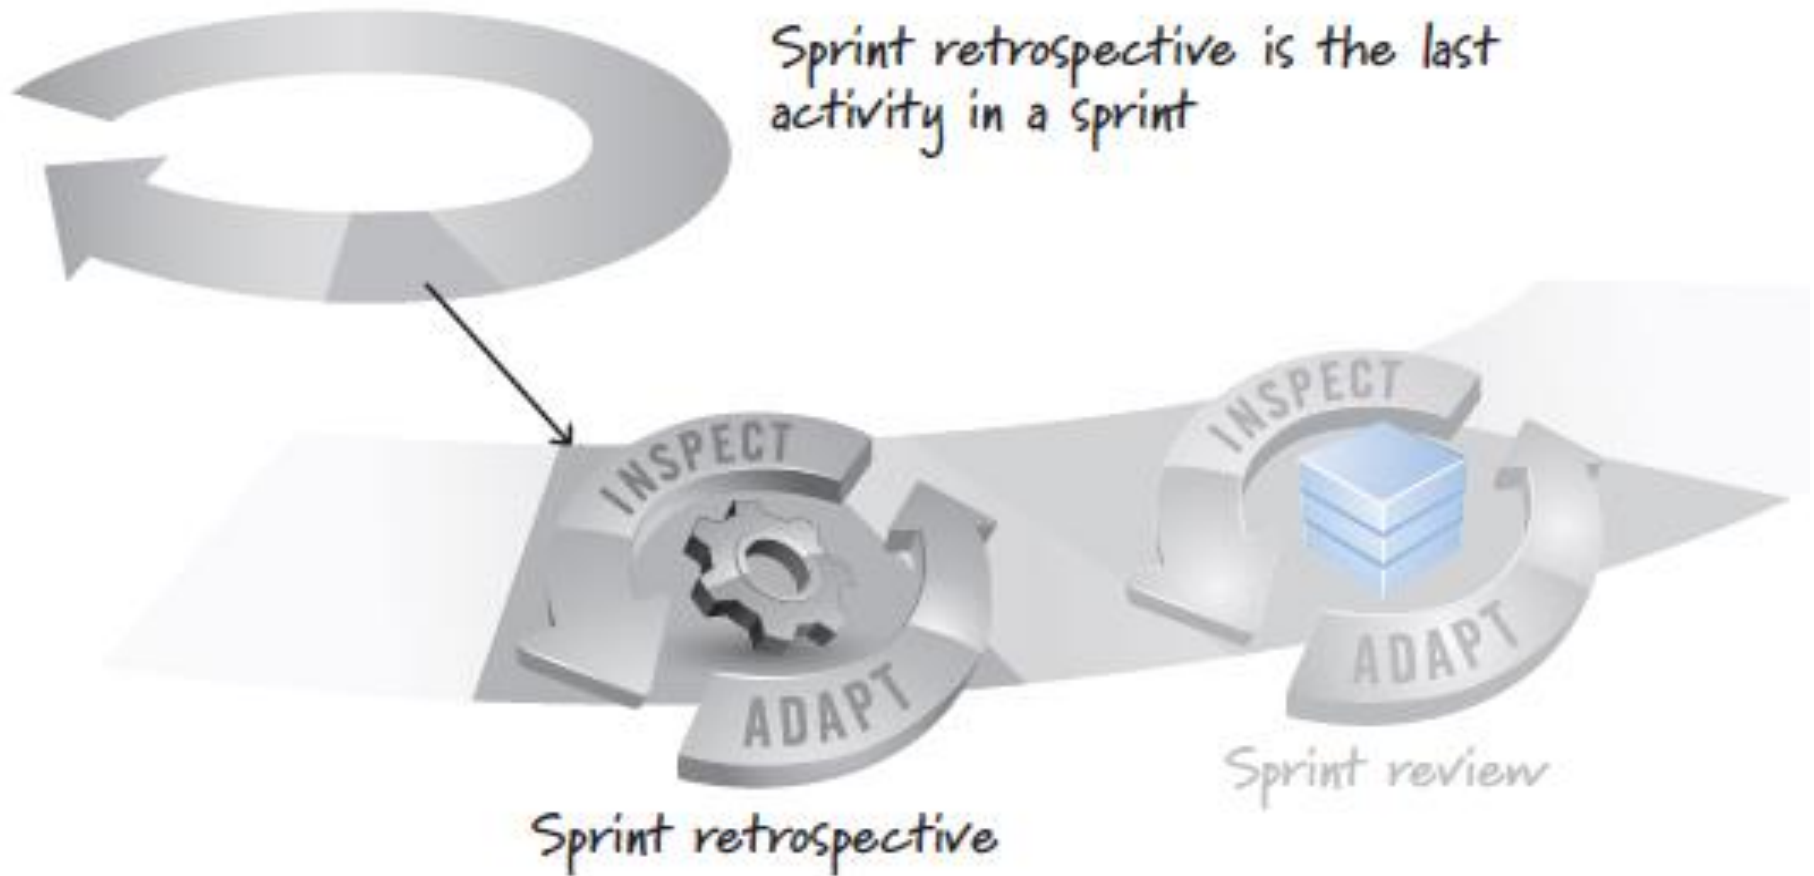 Sprint retrospective is the last
activity in a sprint
INSPECT
ADAPT
Sprint retrospective
INSPECT
ADAPT
Sprint review